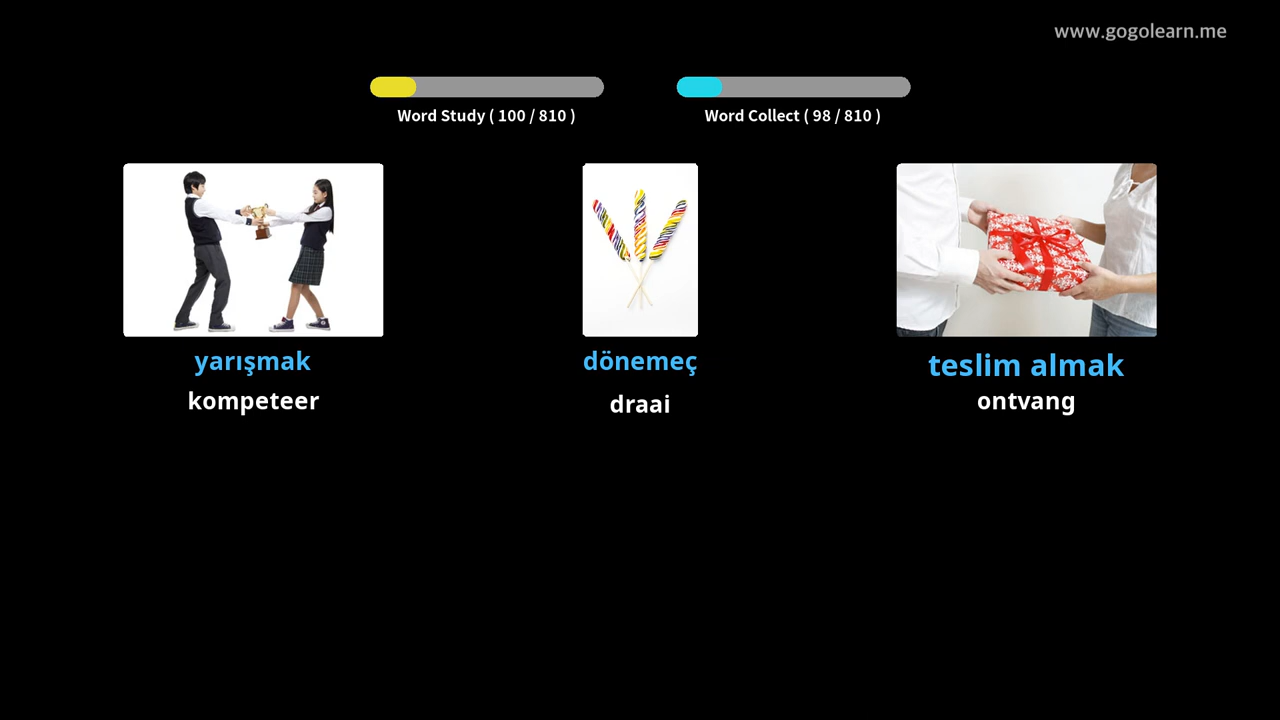 www.gogolearn.me
Word Study ( 100 / 810 )
Word Collect ( 98 / 810 )
yarışmak
kompeteer
dönemeç
draai
teslim almak
ontvang